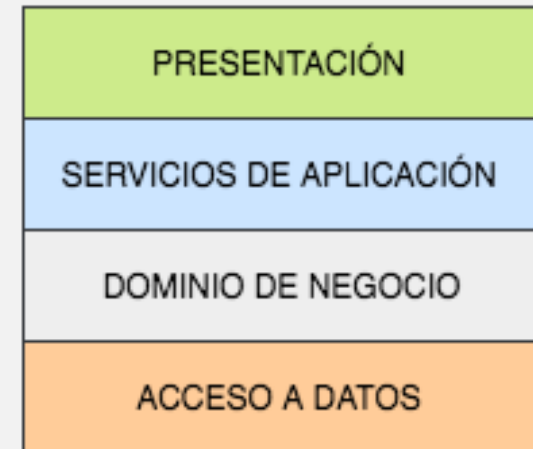 PRESENTACIÓN
SERVICIOS DE APLICACIÓN
DOMINIO DE NEGOCIO
ACCESO A DATOS